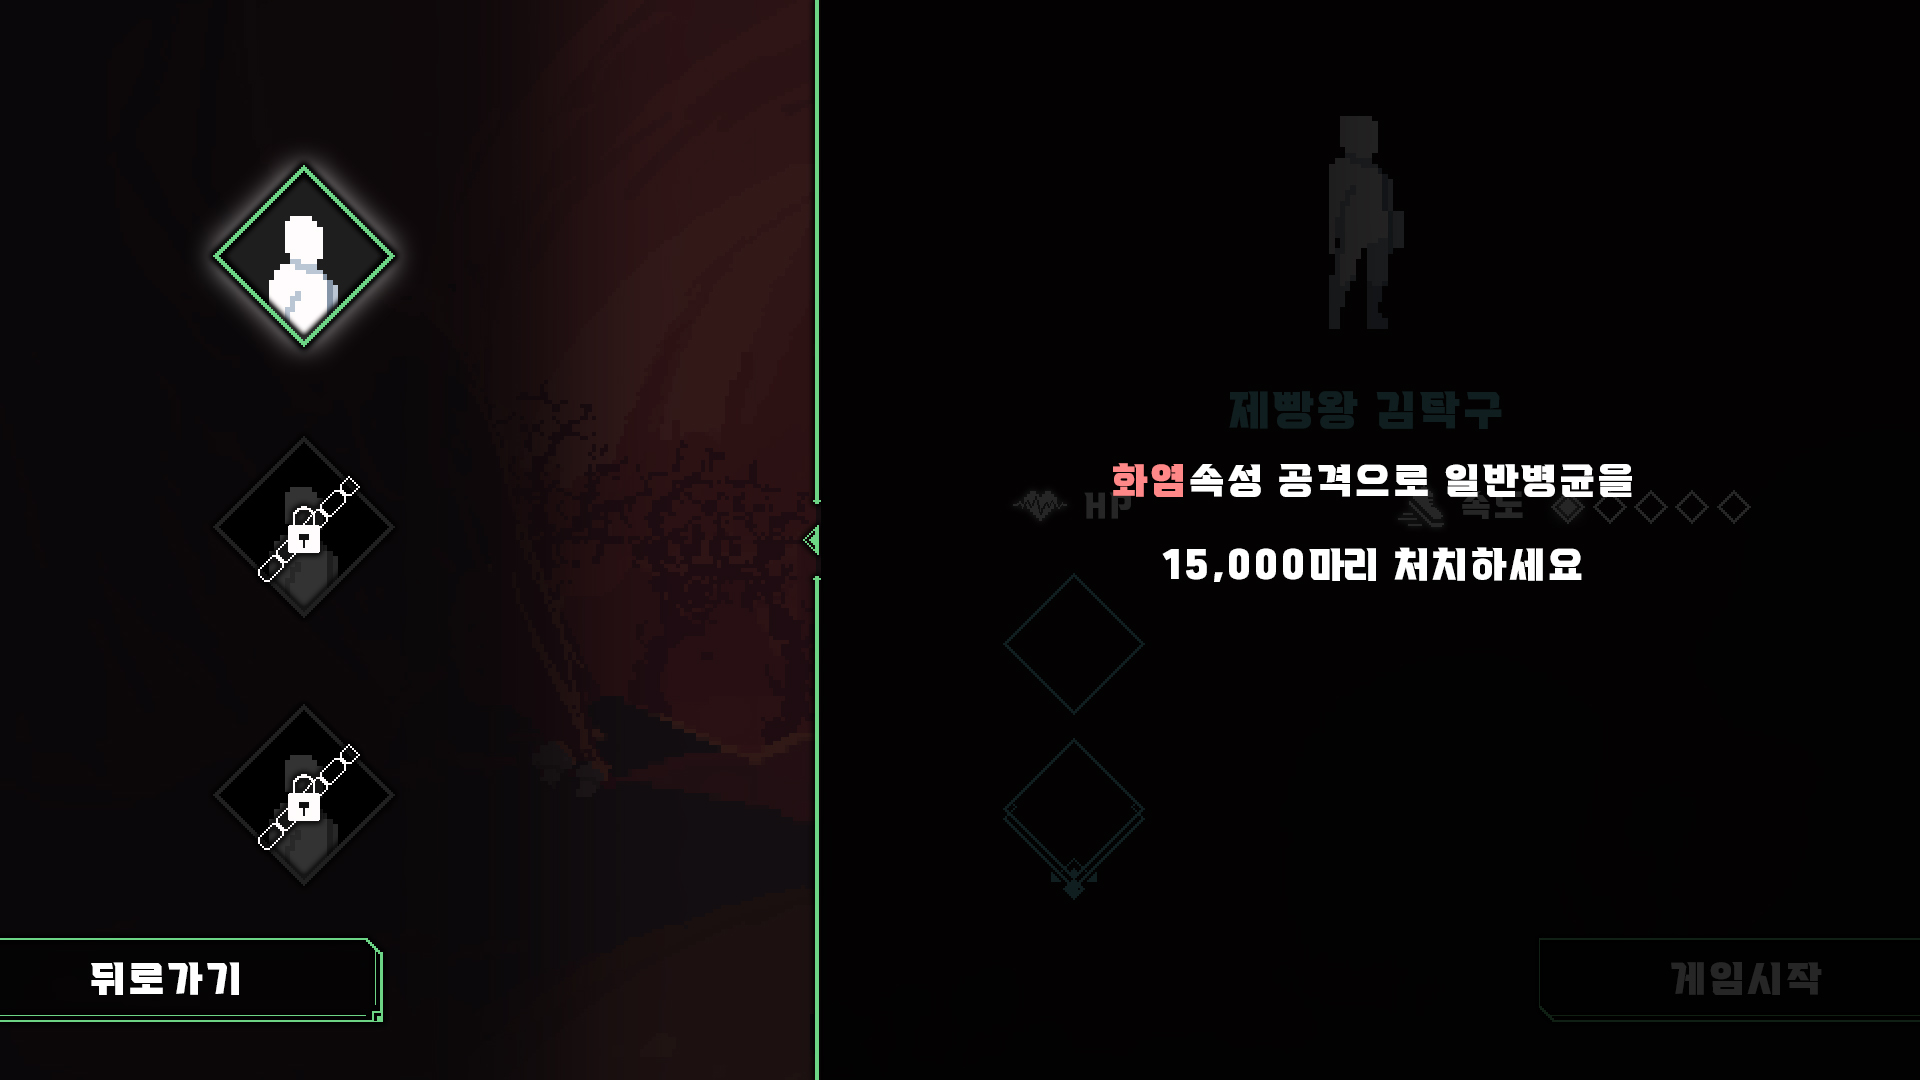 제빵왕 김탁구
화염속성 공격으로 일반병균을
HP
속도
15,000마리 처치하세요
뒤로가기
게임시작